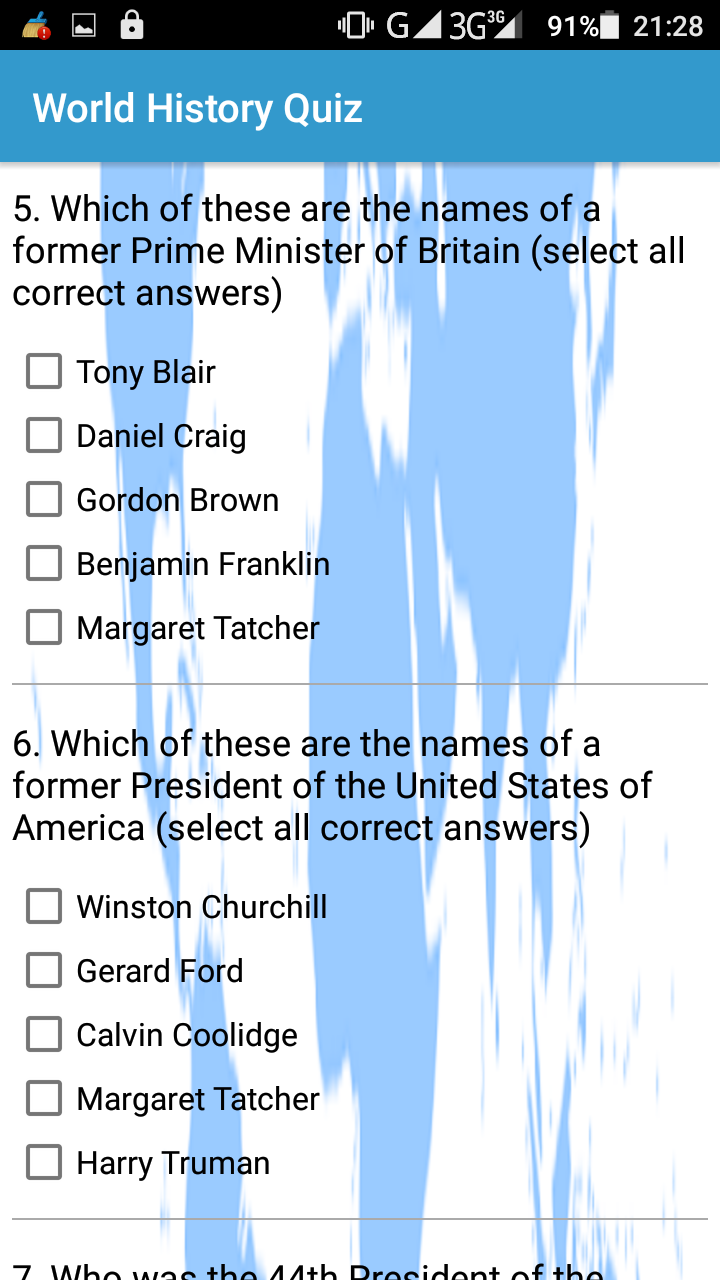 G 3G 3G 91% 21:28
World History Quiz
5. Which of these are the names of a
former Prime Minister of Britain (select all
correct answers)
Tony Blair
Daniel Craig
Gordon Brown
Benjamin Franklin
Margaret Tatcher
6. Which of these are the names of a
former President of the United States of
America (select all correct answers)
Winston Churchill
Gerard Ford
Calvin Coolidge
Margaret Tatcher
Harry Truman
7. Who was the 44th President of the